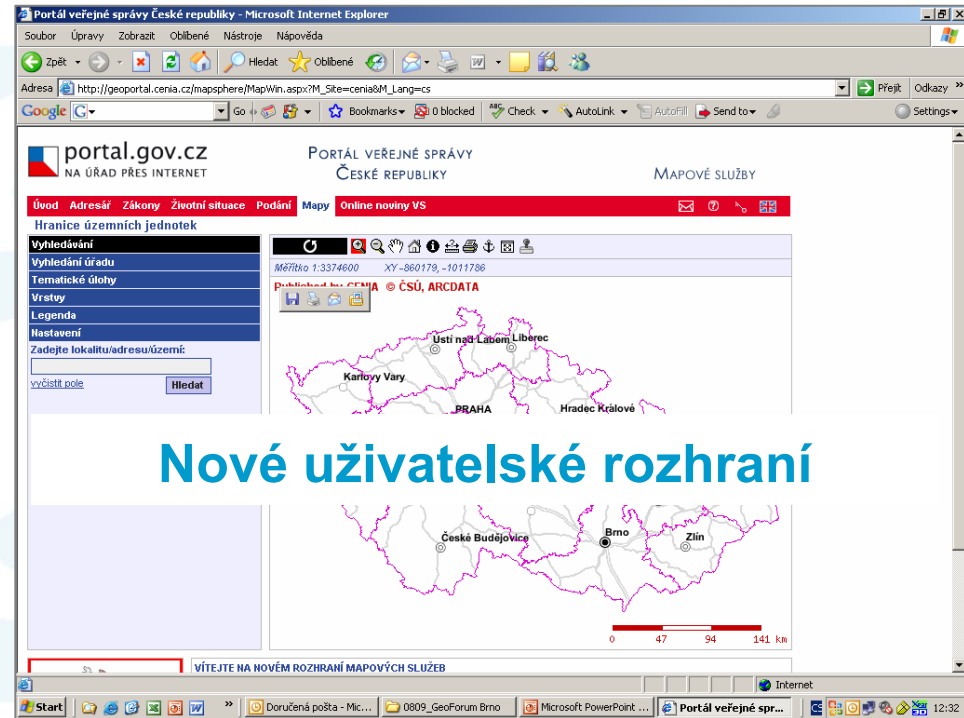 Portál veřejné správy České republiky - Microsoft Internet Explorer
Soubor Úpravy Zobrazit Oblíbené Nástroje Nápověda
Zpět Hledat Oblíbené
Adresa http://geoportal.cenia.cz/mapsphere/MapWin.aspx?M_Site=cenia&M_Lang=cs Přejít Odkazy »
Google G Go Bookmarks 0 blocked ABC Check AutoLink AutoFill Send to Settings
portal.gov.cz
NA ÚŘAD PŘES INTERNET
PORTÁL VEŘEJNÉ SPRÁVY
ČESKÉ REPUBLIKY
MAPOVÉ SLUŽBY
Úvod Adresář Zákony Životní situace Podání Mapy Online noviny VS
Hranice územních jednotek
Vyhledávání
Vyhledání úřadu
Tematické úlohy
Vrstvy
Legenda
Nastavení
Zadejte lokalitu/adresu/území:
vyčistit pole Hledat
Měřítko 1:3374600 XY -860179, -1011786
Published by CENIA © ČSÚ, ARCDATA
Ústí nad Labem Liberec
Karlovy Vary
PRAHA Hradec Králové
Nové uživatelské rozhraní
České Budějovice Brno Zlín
0 47 94 141 km
VÍTEJTE NA NOVÉM ROZHRANÍ MAPOVÝCH SLUŽEB
Internet
Start » Doručená pošta - Mic... 0809_GeoForum Brno Microsoft PowerPoint ... Portál veřejné spr... CS 12:32